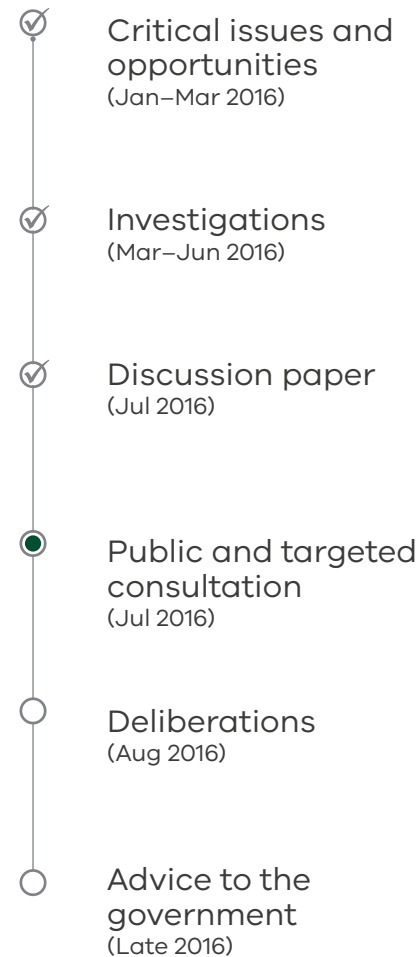 Critical issues and
opportunities
(Jan–Mar 2016)
Investigations
(Mar–Jun 2016)
Discussion paper
(Jul 2016)
Public and targeted
consultation
(Jul 2016)
Deliberations
(Aug 2016)
Advice to the
government
(Late 2016)